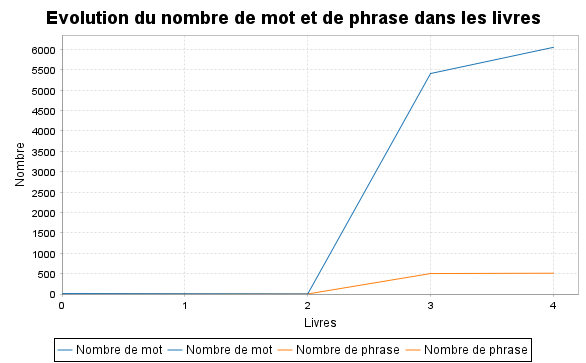 Evolution du nombre de mot et de phrase dans les livres
Nombre
6000
5500
5000
4500
4000
3500
3000
2500
2000
1500
1000
500
0
0 1 2 3 4
Livres
Nombre de mot Nombre de mot Nombre de phrase Nombre de phrase